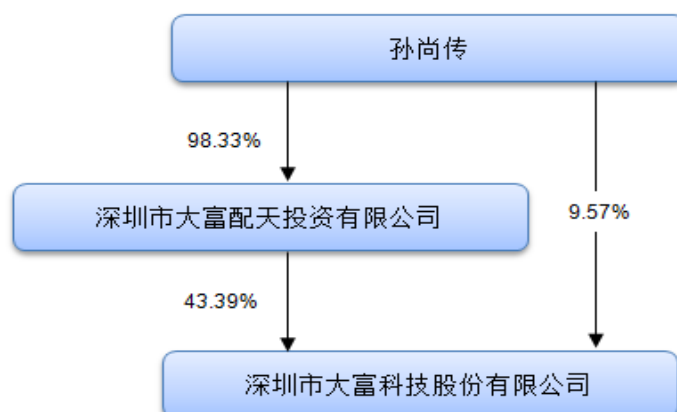 孙尚传
98.33%
深圳市大富配天投资有限公司
9.57%
43.39%
深圳市大富科技股份有限公司